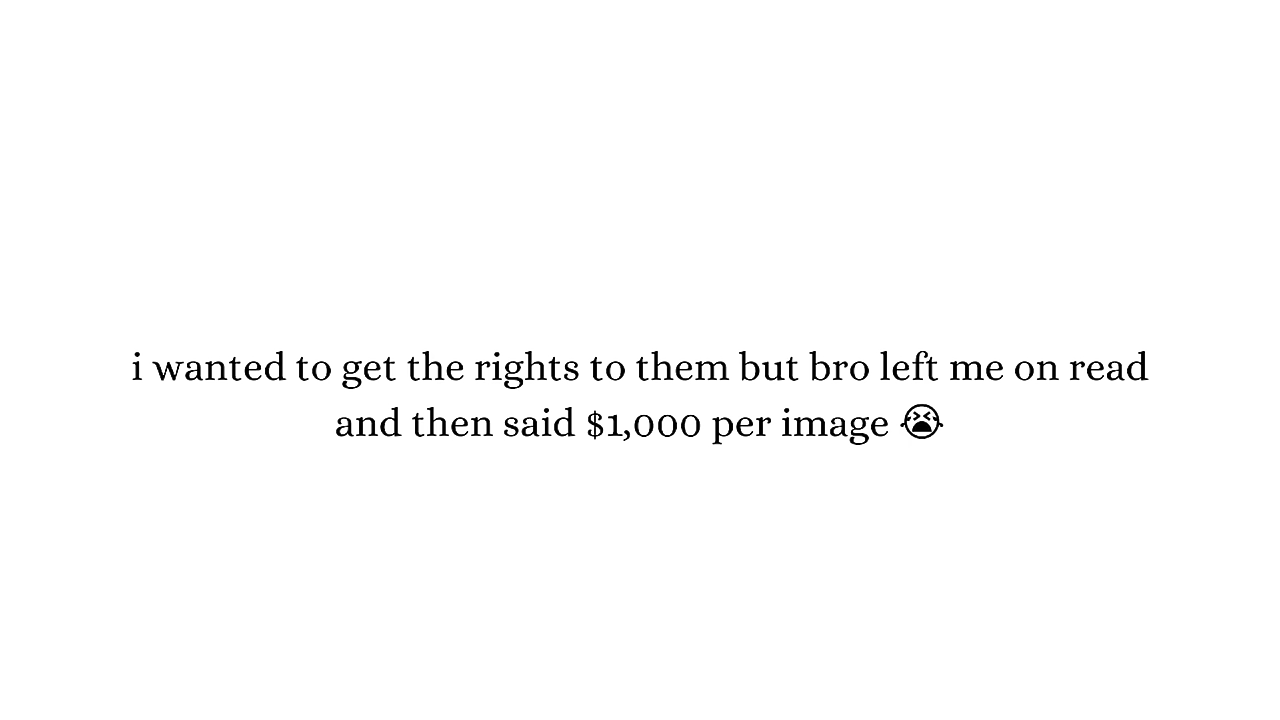 i wanted to get the rights to them but bro left me on read
and then said $1,000 per image 😭